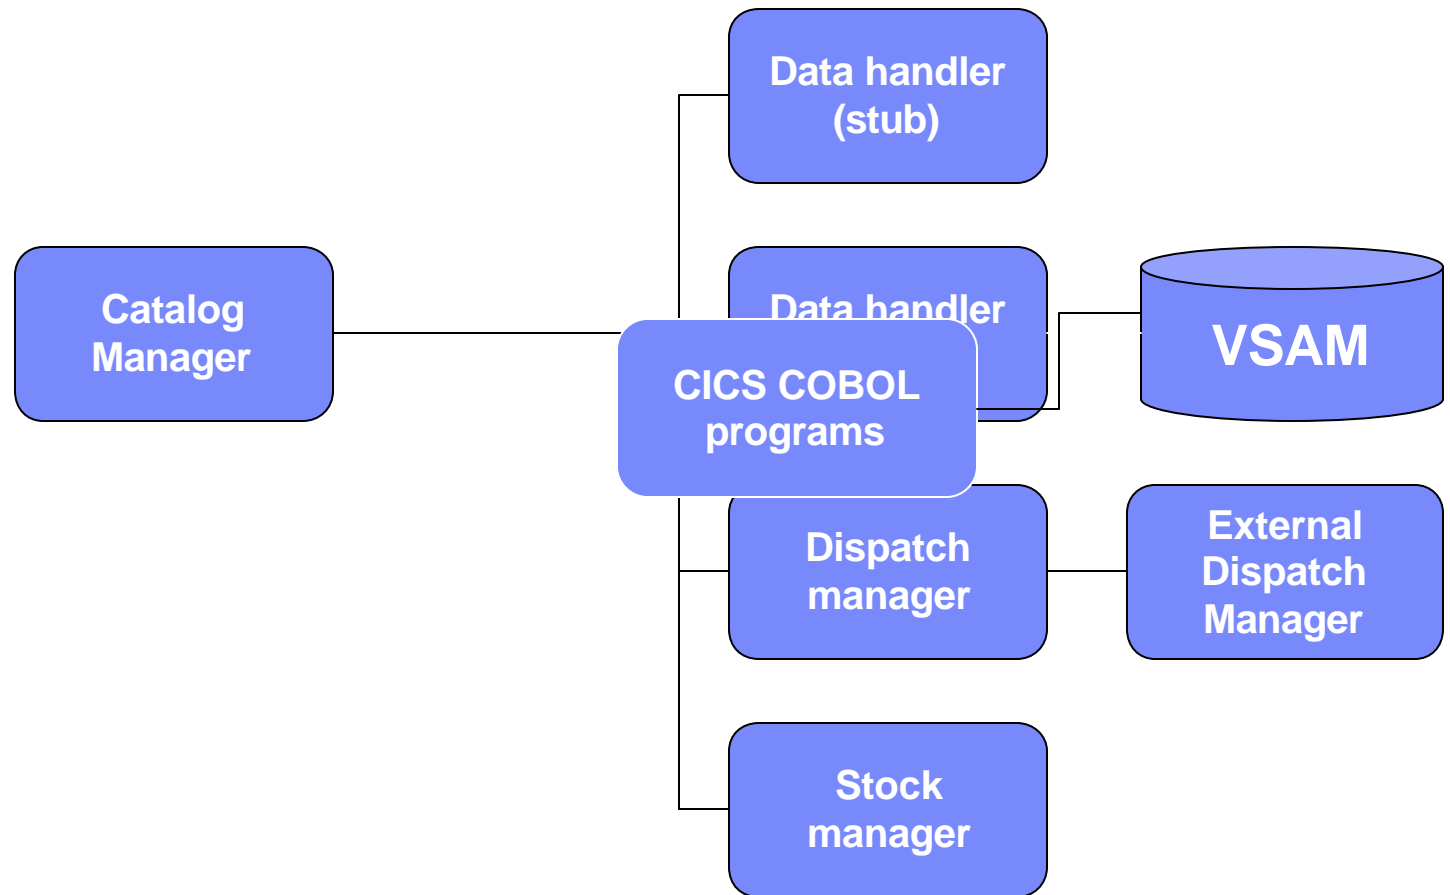 Data handler
(stub)
Catalog
Manager
Data handler
VSAM
CICS COBOL
programs
Dispatch
manager
External
Dispatch
Manager
Stock
manager